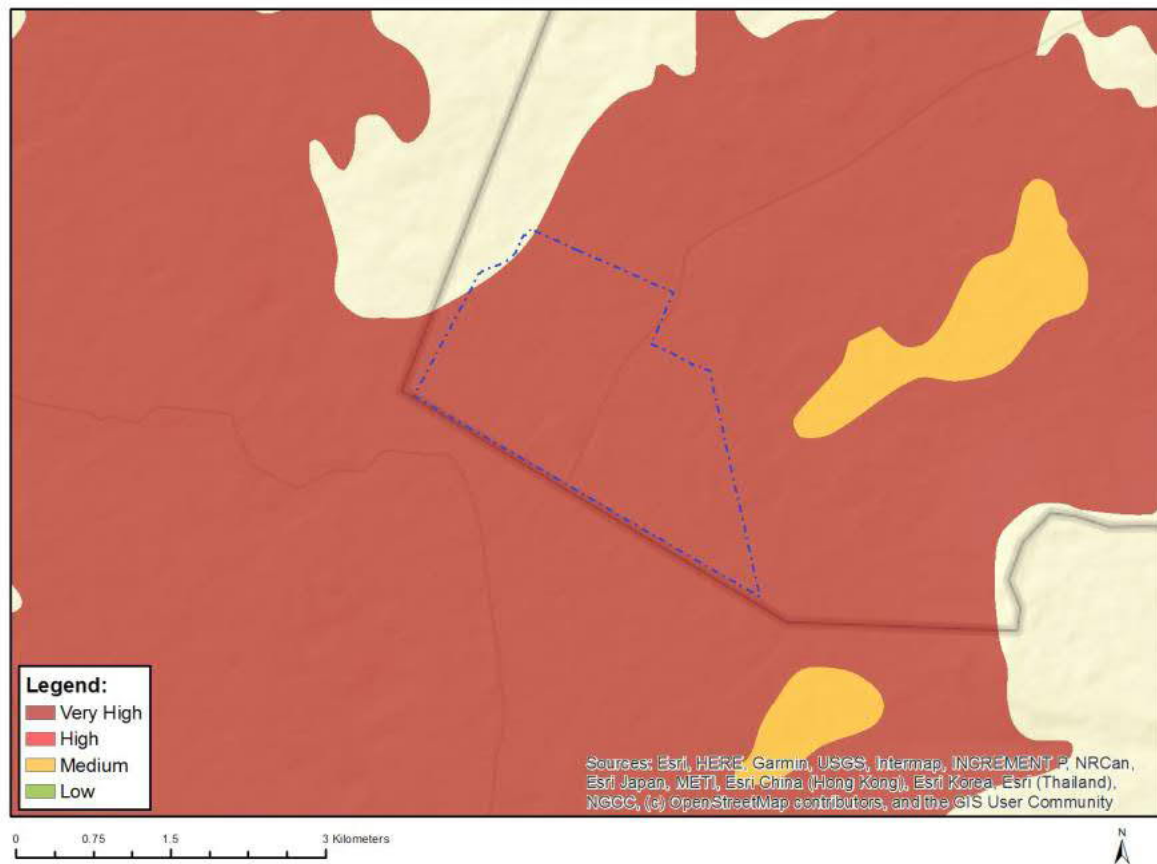 Legend:
Very High
High
Medium
Low
Sources: Esri, HERE, Garmin, USGS, Intermap, INCREMENT P, NRCan,
Esri Japan, METI, Esri China (Hong Kong), Esri Korea, Esri (Thailand),
NGCC, (c) OpenStreetMap contributors, and the GIS User Community
0 0.75 1.5 3 Kilometers
N